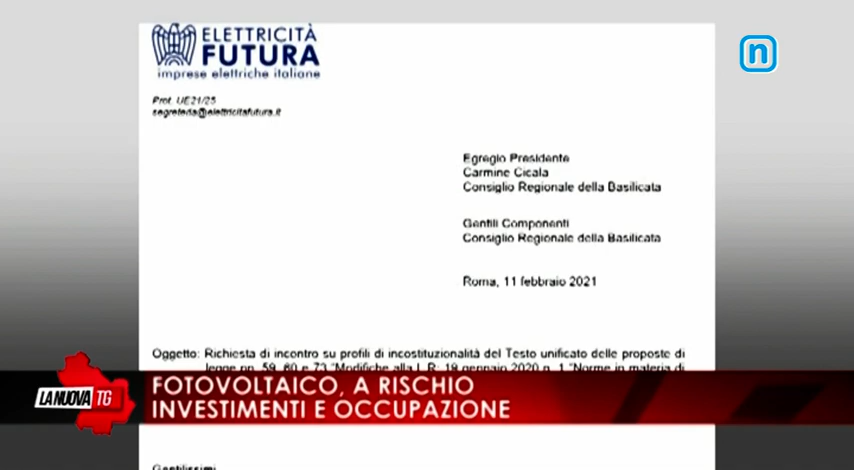 ELETTRICITÀ
FUTURA
imprese elettriche italiane
n
Prot. UE21/25
segreteria@elettricitafutura.it
Egregio Presidente
Carmine Cicala
Consiglio Regionale della Basilicata
Gentili Componenti
Consiglio Regionale della Basilicata
Roma, 11 febbraio 2021
Oggetto: Richiesta di incontro su profili di incostituzionalità del Testo unificato delle proposte di
legge nn. 59, 60 e 73 "Modifiche alla L.R. 19 gennaio 2020 n. 1 "Norme in materia di
LA NUOVA TG
FOTOVOLTAICO, A RISCHIO
INVESTIMENTI E OCCUPAZIONE
Gentilissimi